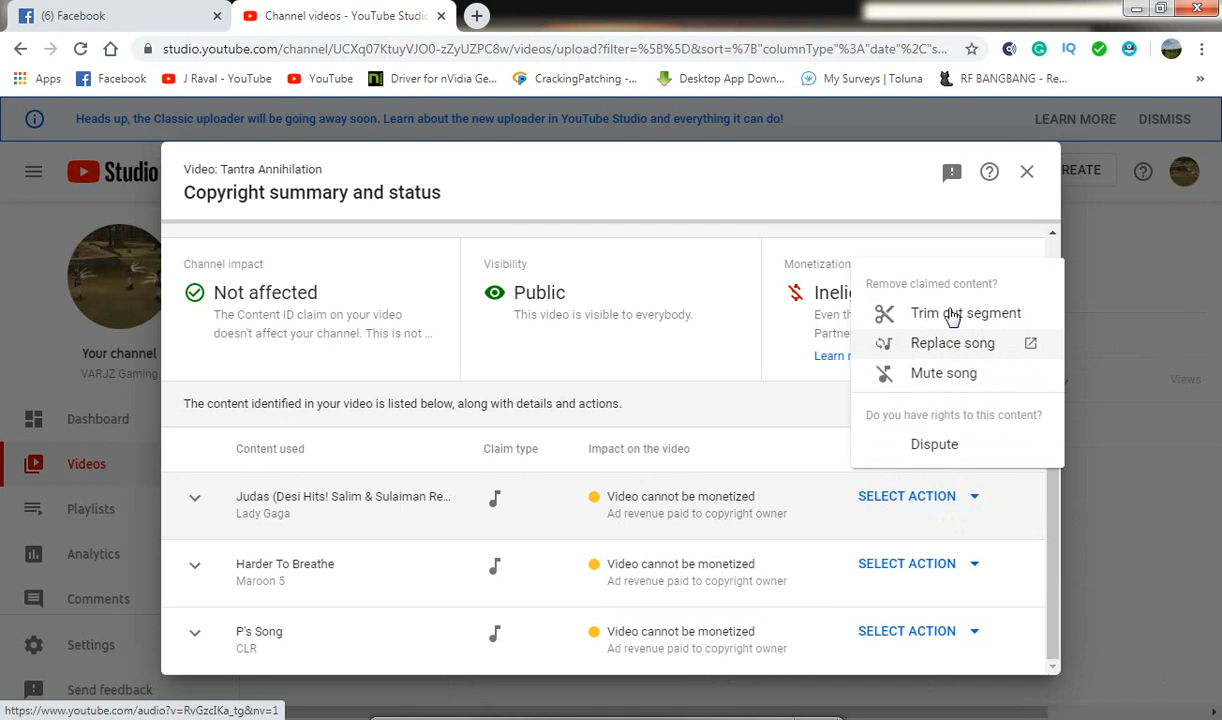 (6) Facebook
Channel videos - YouTube Studio
studio.youtube.com/channel/UCXq07KtuyVJO0-zZyUZPC8w/videos/upload?filter=%5B%5D&sort=%7B"columnType"%3A"date"%2C"s...
Apps
Facebook
J Raval - YouTube
YouTube
Driver for nVidia Ge...
CrackingPatching -...
Desktop App Down...
My Surveys | Toluna
RF BANGBANG - Re...
»
Heads up, the Classic uploader will be going away soon. Learn about the new uploader in YouTube Studio and everything it can do!
LEARN MORE
DISMISS
Studio
REATE
Video: Tantra Annihilation
Copyright summary and status
Channel impact
Not affected
The Content ID claim on your video
doesn't affect your channel. This is not ...
Visibility
Public
This video is visible to everybody.
Monetization
Ineli
Even th
Partner
Learn
Remove claimed content?
Trim out segment
Replace song
Mute song
Do you have rights to this content?
Dispute
The content identified in your video is listed below, along with details and actions.
Content used
Claim type
Impact on the video
Judas (Desi Hits! Salim & Sulaiman Re...
Lady Gaga
Video cannot be monetized
Ad revenue paid to copyright owner
SELECT ACTION
Harder To Breathe
Maroon 5
Video cannot be monetized
Ad revenue paid to copyright owner
SELECT ACTION
P's Song
CLR
Video cannot be monetized
Ad revenue paid to copyright owner
SELECT ACTION
Your channel
VARJZ Gaming
Dashboard
Videos
Playlists
Analytics
Comments
Settings
Send feedback
Views
https://www.youtube.com/audio?v=RvGzcIKa_tg&nv=1